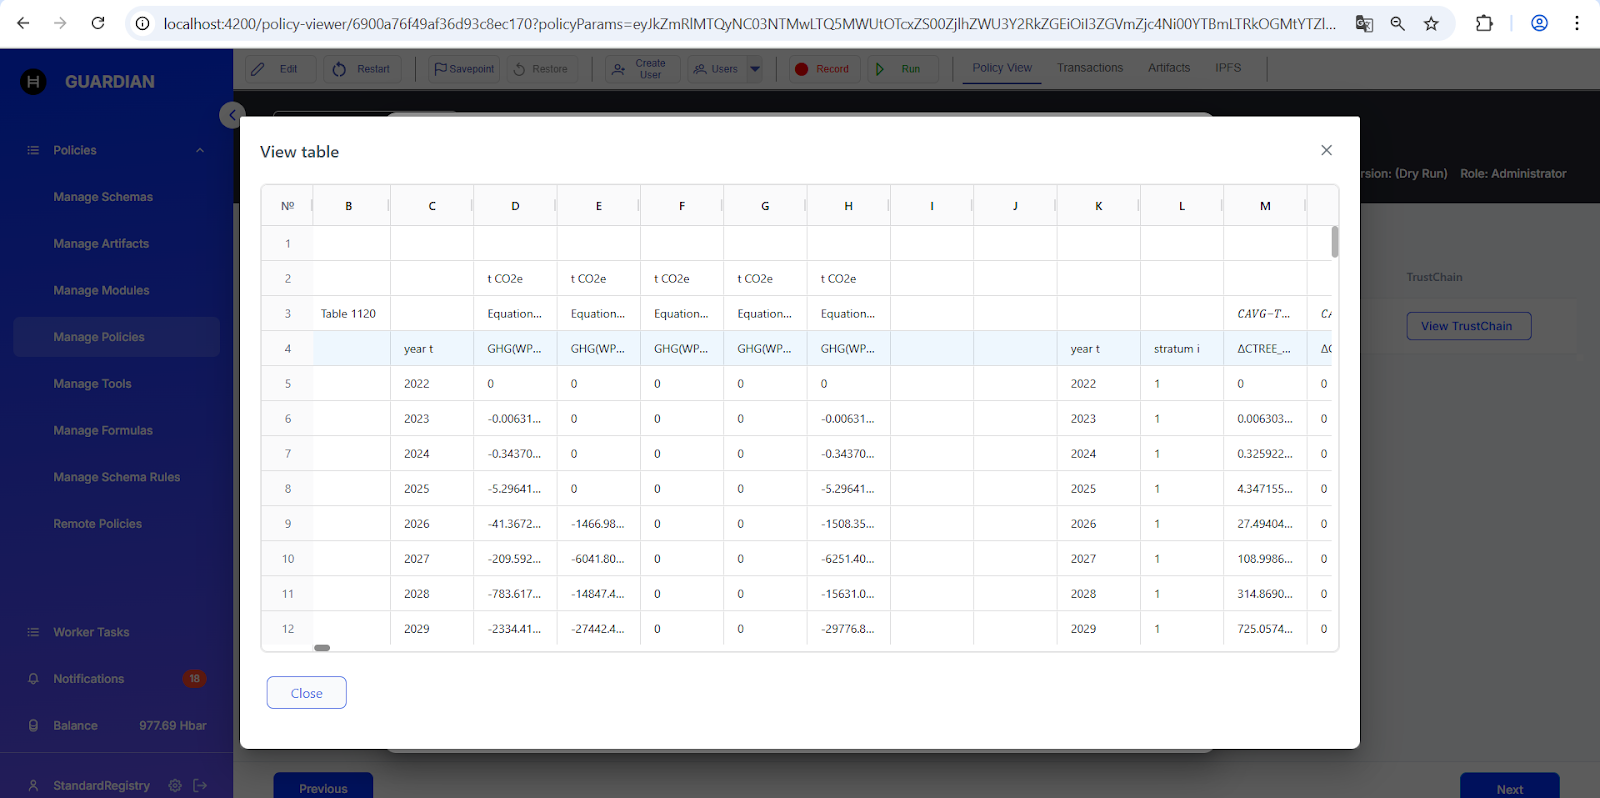 localhost:4200/policy-viewer/6900a76f49af36d93c8ec170?policyParams=eyJkZmRlMTQyNC03NTMwLTQ5MWUtOTcxZS00ZjlhZWU3Y2RkZGEiOiI3ZGVmZjc4Ni00YTBmLTRkOGMtYTZl...
H GUARDIAN
Edit Restart Savepoint Restore Create User Users Record Run Policy View Transactions Artifacts IPFS
rsion: (Dry Run) Role: Administrator
Policies
Manage Schemas
Manage Artifacts
Manage Modules
Manage Policies
Manage Tools
Manage Formulas
Manage Schema Rules
Remote Policies
Worker Tasks
Notifications 18
Balance 977.69 Hbar
StandardRegistry
View table
Nº B C D E F G H I J K L M
1
2 t CO2e t CO2e t CO2e t CO2e t CO2e
3 Table 1120 Equation... Equation... Equation... Equation... Equation... CAVG-T... CA
4 year t GHG(WP... GHG(WP... GHG(WP... GHG(WP... GHG(WP... year t stratum i ΔCTREE_... ΔC
5 2022 0 0 0 0 0 2022 1 0 0
6 2023 -0.00631... 0 0 0 -0.00631... 2023 1 0.006303... 0
7 2024 -0.34370... 0 0 0 -0.34370... 2024 1 0.325922... 0
8 2025 -5.29641... 0 0 0 -5.29641... 2025 1 4.347155... 0
9 2026 -41.3672... -1466.98... 0 0 -1508.35... 2026 1 27.49404... 0
10 2027 -209.592... -6041.80... 0 0 -6251.40... 2027 1 108.9986... 0
11 2028 -783.617... -14847.4... 0 0 -15631.0... 2028 1 314.8690... 0
12 2029 -2334.41... -27442.4... 0 0 -29776.8... 2029 1 725.0574... 0
Close
TrustChain
View TrustChain
Previous
Next